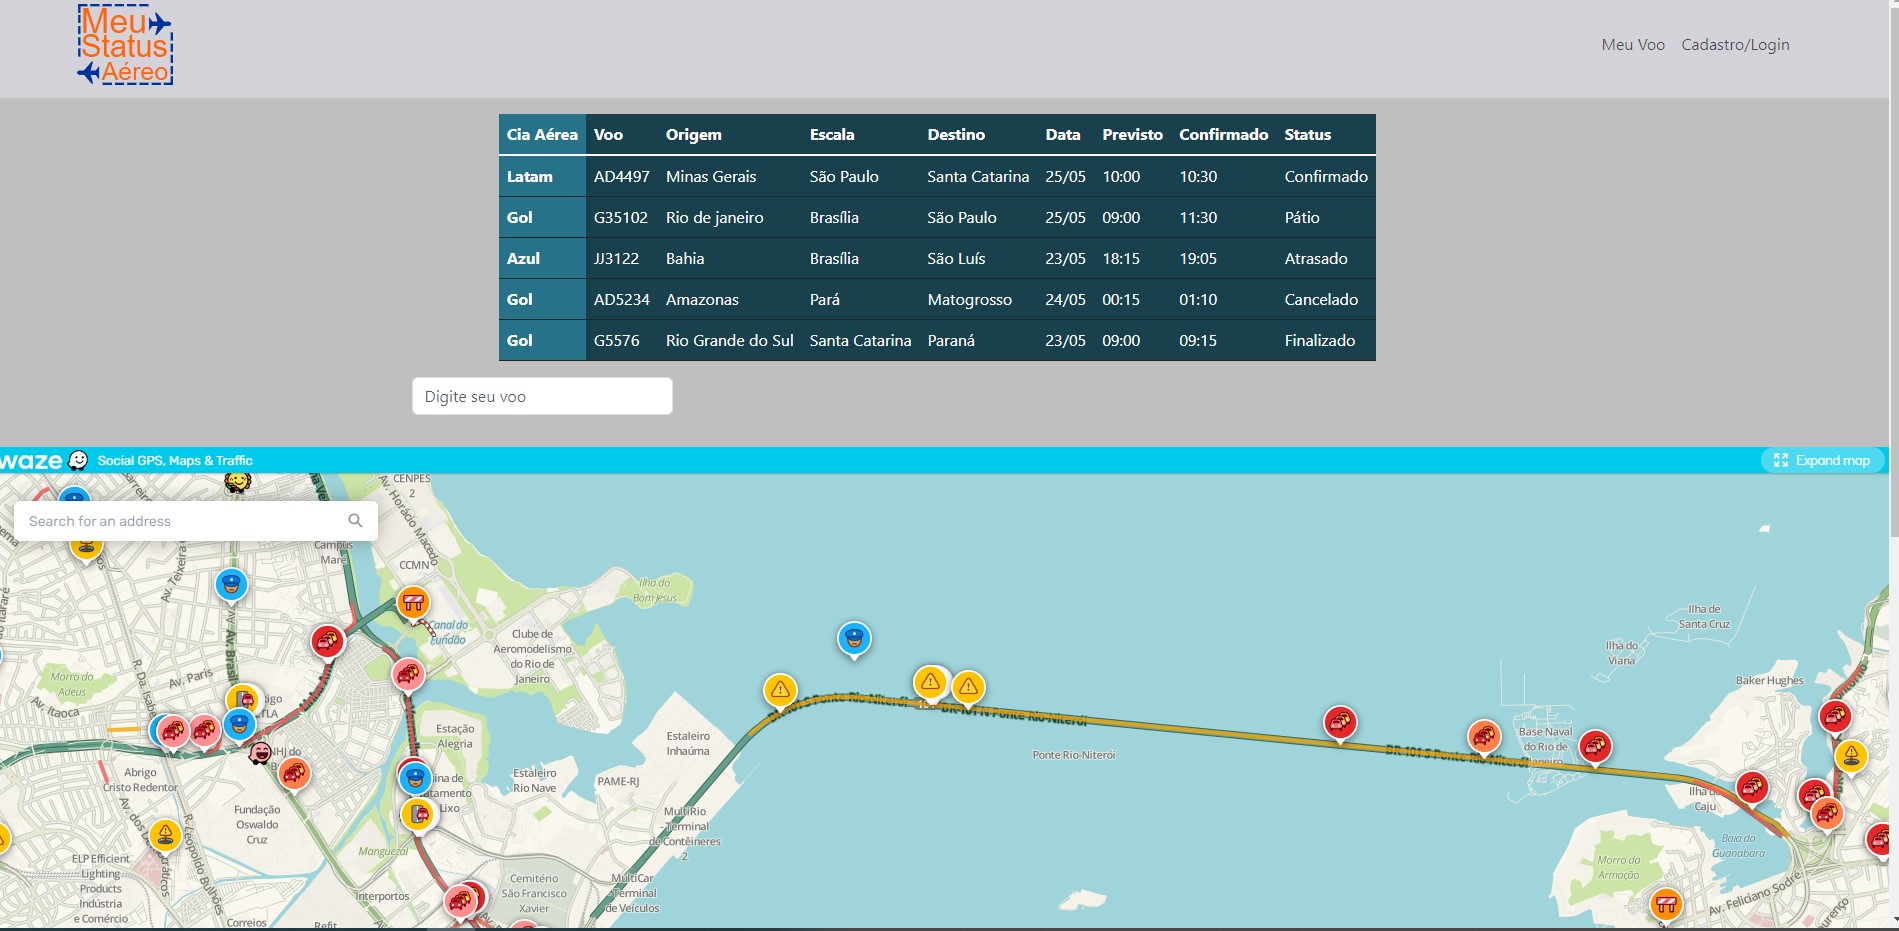 Meu
Status
Aéreo
Meu Voo Cadastro/Login
Cia Aérea Voo Origem Escala Destino Data Previsto Confirmado Status
Latam AD4497 Minas Gerais São Paulo Santa Catarina 25/05 10:00 10:30 Confirmado
Gol G35102 Rio de janeiro Brasília São Paulo 25/05 09:00 11:30 Pátio
Azul JJ3122 Bahia Brasília São Luís 23/05 18:15 19:05 Atrasado
Gol AD5234 Amazonas Pará Matogrosso 24/05 00:15 01:10 Cancelado
Gol G5576 Rio Grande do Sul Santa Catarina Paraná 23/05 09:00 09:15 Finalizado
Digite seu voo
waze Social GPS, Maps & Traffic Expand map
Search for an address
CENPES
2
Av. Horácio Macedo
Campus
Maré
CCMN
Av. Teixeira
Av. Brasil
R. Da. Isabel
Av. Paris
Av. Itaoca
Morro do
Adeus
Canal do
Fundão
Ilha do
Bom Jesus
Clube de
Aeromodelismo
do Rio de
Janeiro
Ilha de
Santa Cruz
Ilha do
Viana
Baker Hughes
Estação
Alegria
Estaleiro
Inhaúma
BR-101 N Ponte Rio-Niterói
Ponte Rio-Niterói
BR-101 S Ponte Rio-Niterói
Base Naval
do Rio de
Janeiro
Abrigo
Cristo Redentor
Estaleiro
Rio Nave
PAME-RJ
Lixo
Fundação
Oswaldo
Cruz
MultiRio
- Terminal
de Contêineres
2
Ilha do
Caju
Baia da
Guanabara
Manguezal
R. Leopoldo Bulhões
ELP Efficient
Lighting
Products
Indústria
e Comércio
Interportos
Cemitério
São Francisco
Xavier
MultiCar
- Terminal
de Veículos
Morro do
Armação
Av. Feliciano Sodré
Correios
Refit